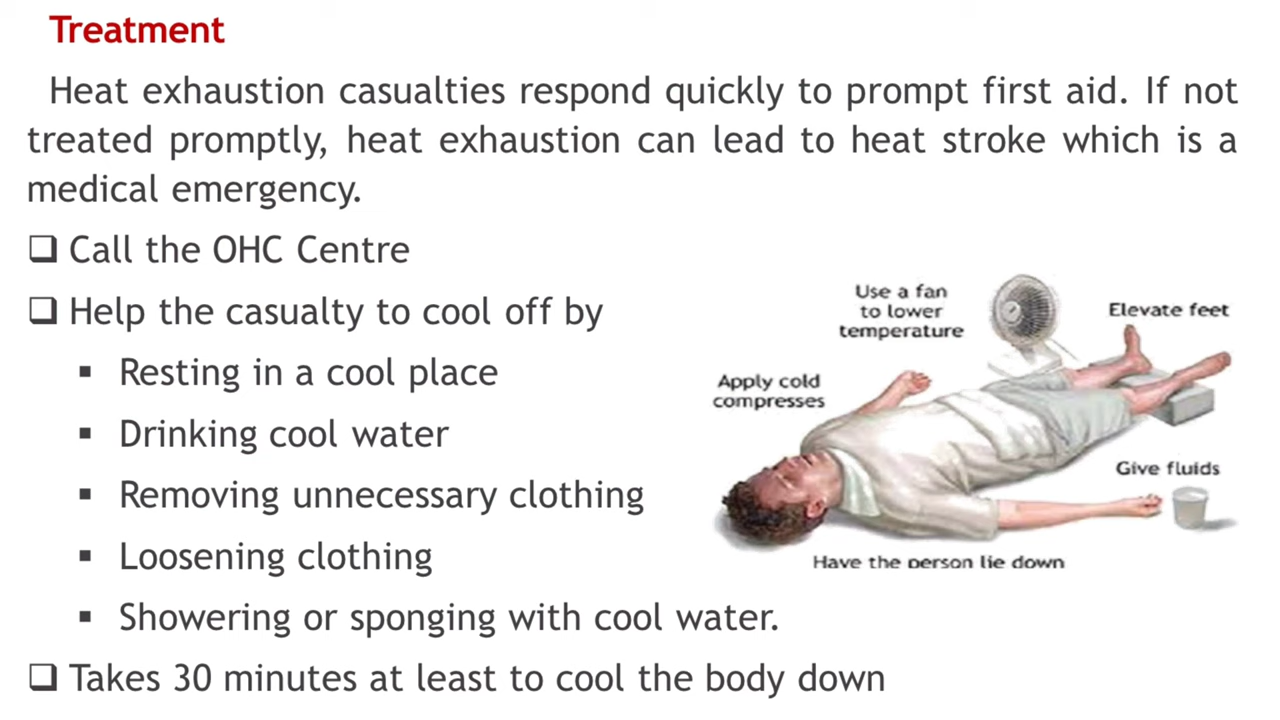 Treatment
Heat exhaustion casualties respond quickly to prompt first aid. If not
treated promptly, heat exhaustion can lead to heat stroke which is a
medical emergency.
❑ Call the OHC Centre
❑ Help the casualty to cool off by
▪ Resting in a cool place
▪ Drinking cool water
▪ Removing unnecessary clothing
▪ Loosening clothing
▪ Showering or sponging with cool water.
❑ Takes 30 minutes at least to cool the body down
Use a fan
to lower
temperature
Elevate feet
Apply cold
compresses
Give fluids
Have the person lie down